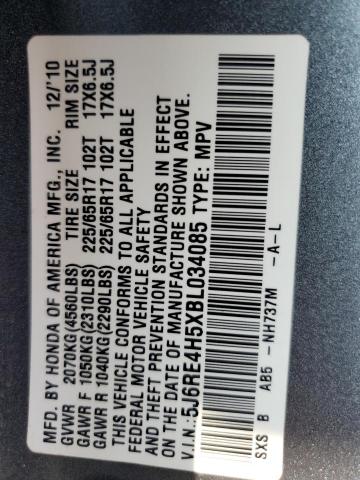 MFD. BY HONDA OF AMERICA MFG., INC. 12/'10
GVWR 2070KG(4560LBS) TIRE SIZE RIM SIZE
GAWR F 1050KG(2310LBS) 225/65R17 102T 17X6.5J
GAWR R 1040KG(2290LBS) 225/65R17 102T 17X6.5J
THIS VEHICLE CONFORMS TO ALL APPLICABLE
FEDERAL MOTOR VEHICLE SAFETY
AND THEFT PREVENTION STANDARDS IN EFFECT
ON THE DATE OF MANUFACTURE SHOWN ABOVE.
V.I.N.:5J6RE4H5XBL034085 TYPE: MPV
SXS B AB5 -NH737M -A-L